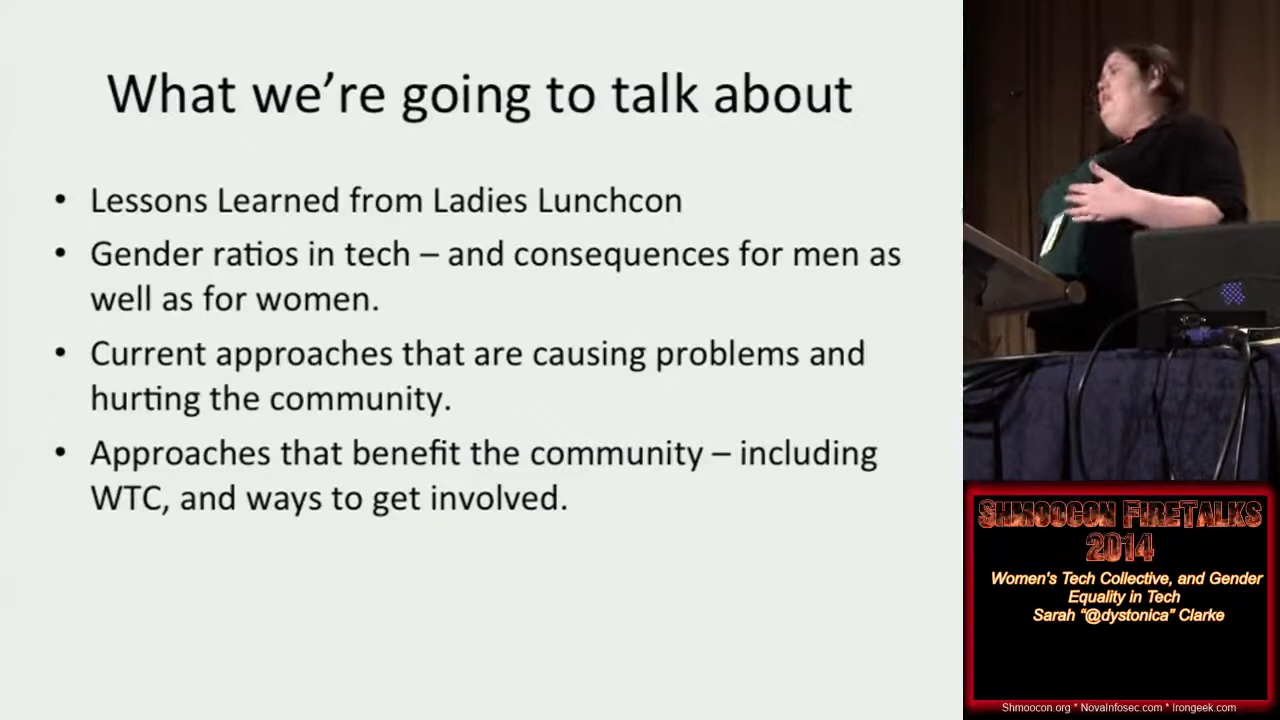 What we’re going to talk about
• Lessons Learned from Ladies Lunchcon
• Gender ratios in tech – and consequences for men as
well as for women.
• Current approaches that are causing problems and
hurting the community.
• Approaches that benefit the community – including
WTC, and ways to get involved.
Shmoocon FireTalks
2014
Women's Tech Collective, and Gender
Equality in Tech
Sarah "@dystonica" Clarke
Shmoocon.org * NovaInfosec.com * Irongeek.com